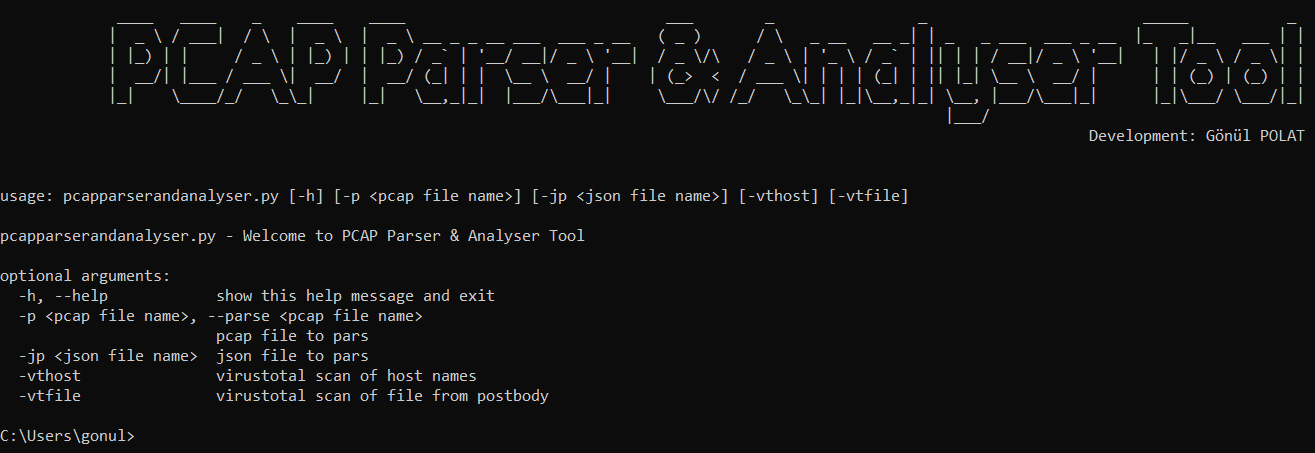 PCAP Parser & Analyser Tool
Development: Gönül POLAT
usage: pcapparserandanalyser.py [-h] [-p <pcap file name>] [-jp <json file name>] [-vthost] [-vtfile]
pcapparserandanalyser.py - Welcome to PCAP Parser & Analyser Tool
optional arguments:
-h, --help show this help message and exit
-p <pcap file name>, --parse <pcap file name>
pcap file to pars
-jp <json file name> json file to pars
-vthost virustotal scan of host names
-vtfile virustotal scan of file from postbody
C:\Users\gonul>